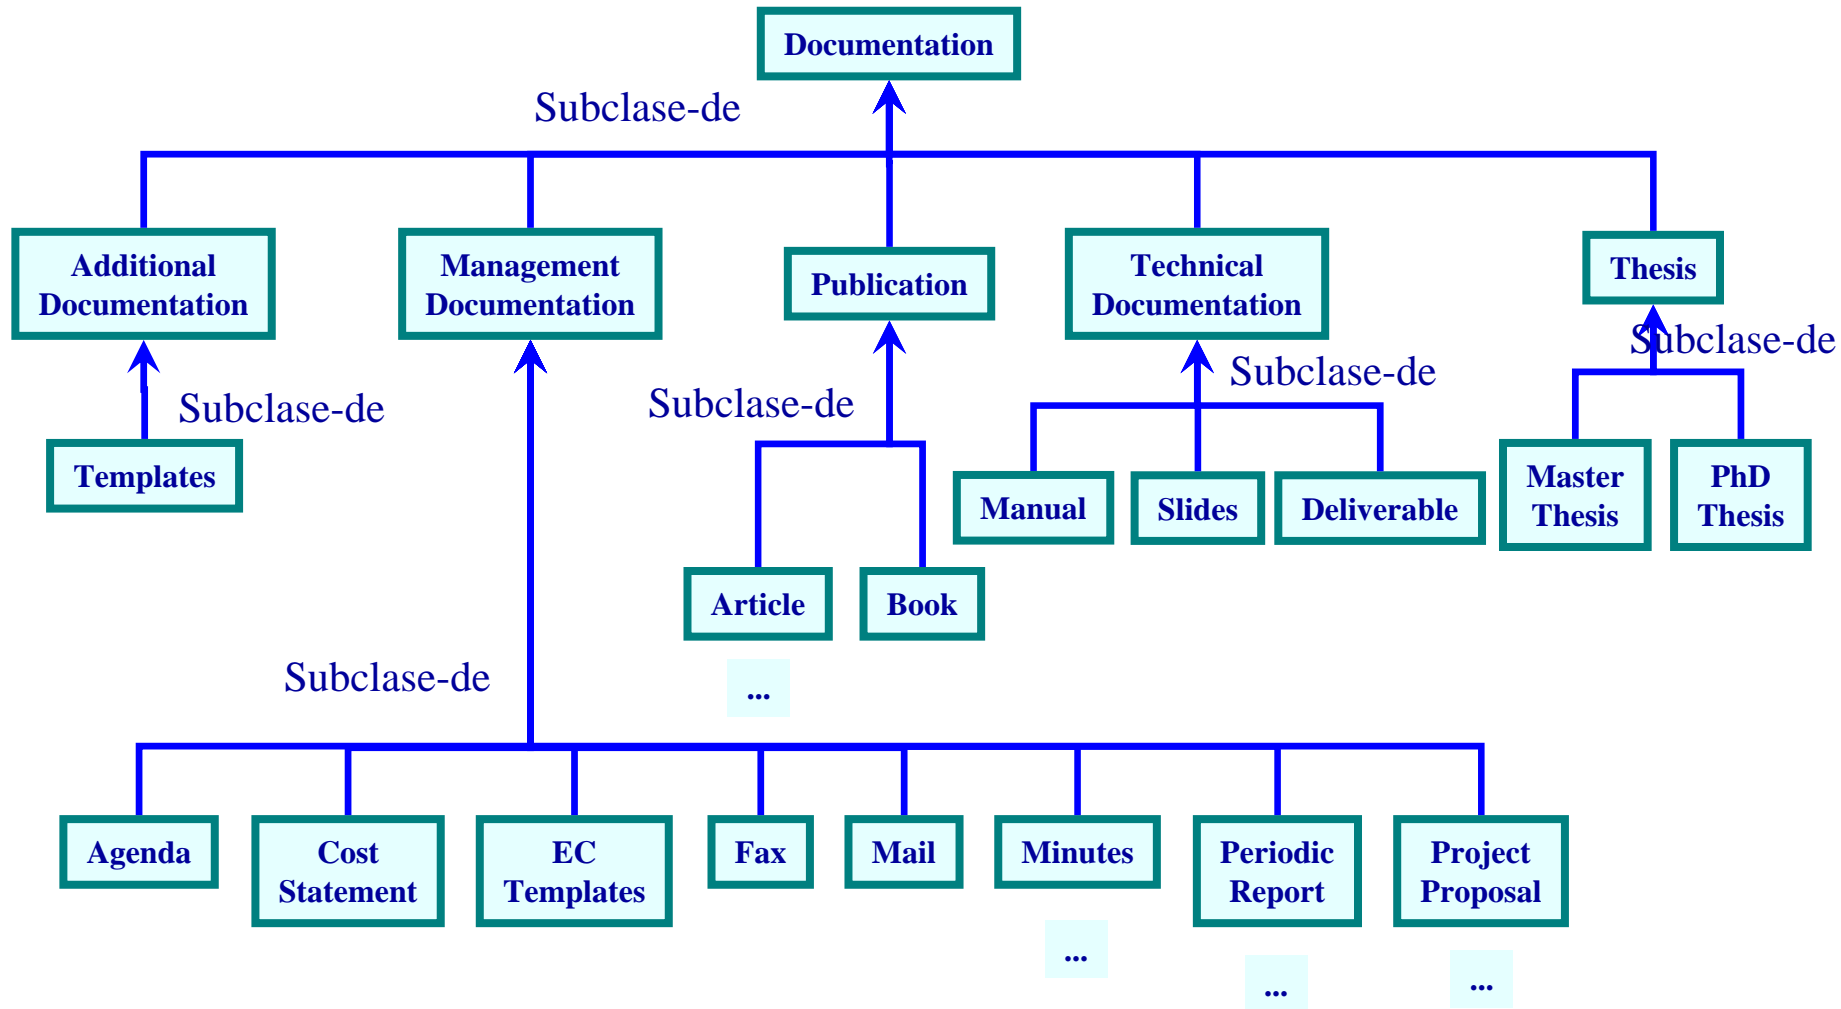 Documentation
Subclase-de
Additional
Documentation
Management
Documentation
Publication
Technical
Documentation
Thesis
Subclase-de
Subclase-de
Subclase-de
Subclase-de
Templates
Manual
Slides
Deliverable
Master
Thesis
PhD
Thesis
Article
Book
...
Subclase-de
Agenda
Cost
Statement
EC
Templates
Fax
Mail
Minutes
Periodic
Report
Project
Proposal
...
...
...